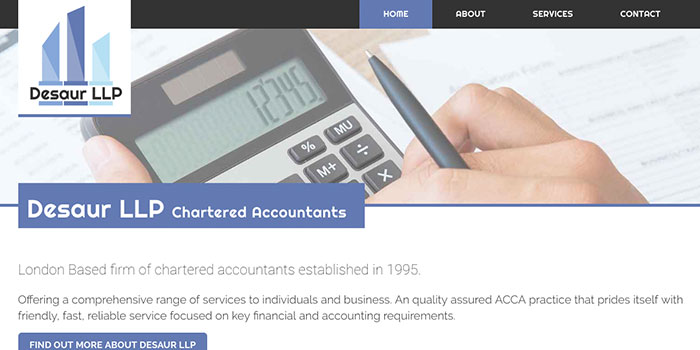 HOME ABOUT SERVICES CONTACT
Desaur LLP
12345.
% MU
M+ ÷
×
Desaur LLP Chartered Accountants
London Based firm of chartered accountants established in 1995.
Offering a comprehensive range of services to individuals and business. An quality assured ACCA practice that prides itself with
friendly, fast, reliable service focused on key financial and accounting requirements.
FIND OUT MORE ABOUT DESAUR LLP